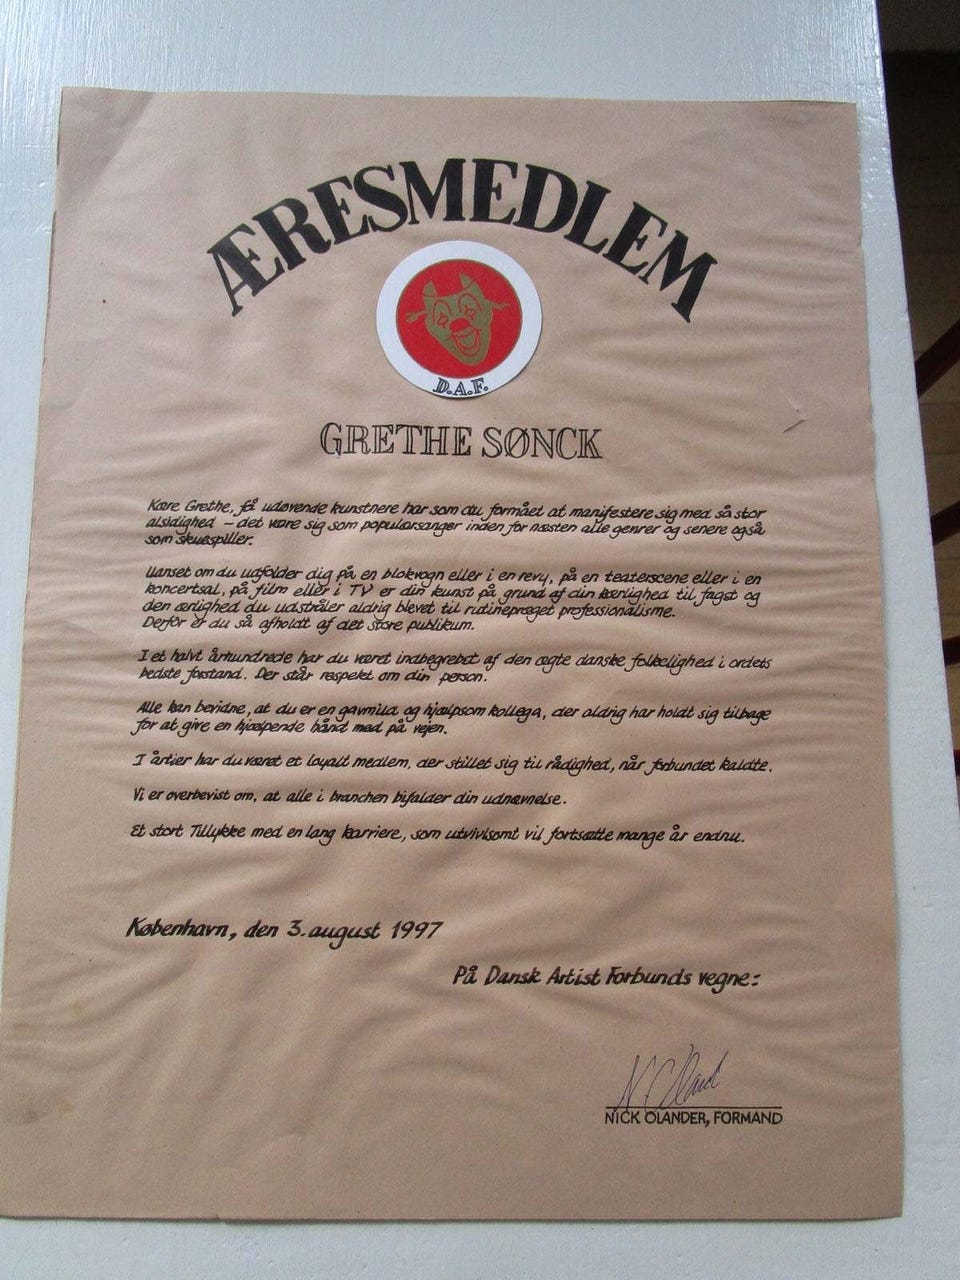 ÆRESMEDLEM
D.A.F.
GRETHE SØNCK
Kære Grethe, få udøvende kunstnere har som du formået at manifestere sig med så stor
alsidighed – det være sig som populærsanger inden for næsten alle genrer og senere også
som skuespiller.
Uanset om du udfolder dig på en blokvogn eller i en revy, på en teaterscene eller i en
koncertsal, på film eller i TV er din kunst på grund af din kærlighed til faget og
den ærlighed du udstråler aldrig blevet til rutinepræget professionalisme.
Derfor er du så afholdt af det store publikum.
I et halvt århundrede har du været indbegrebet af den ægte danske folkelighed i ordets
bedste forstand. Der står respekt om din person.
Alle kan bevidne, at du er en gavmild og hjælpsom kollega, der aldrig har holdt sig tilbage
for at give en hjælpende hånd med på vejen.
I årtier har du været et loyalt medlem, der stillet sig til rådighed, når forbundet kaldte.
Vi er overbevist om, at alle i branchen bifalder din udnævnelse.
Et stort Tillykke med en lang karriere, som utvivlsomt vil fortsætte mange år endnu.
København, den 3. august 1997
På Dansk Artist Forbunds vegne:
N Oland
NICK OLANDER, FORMAND